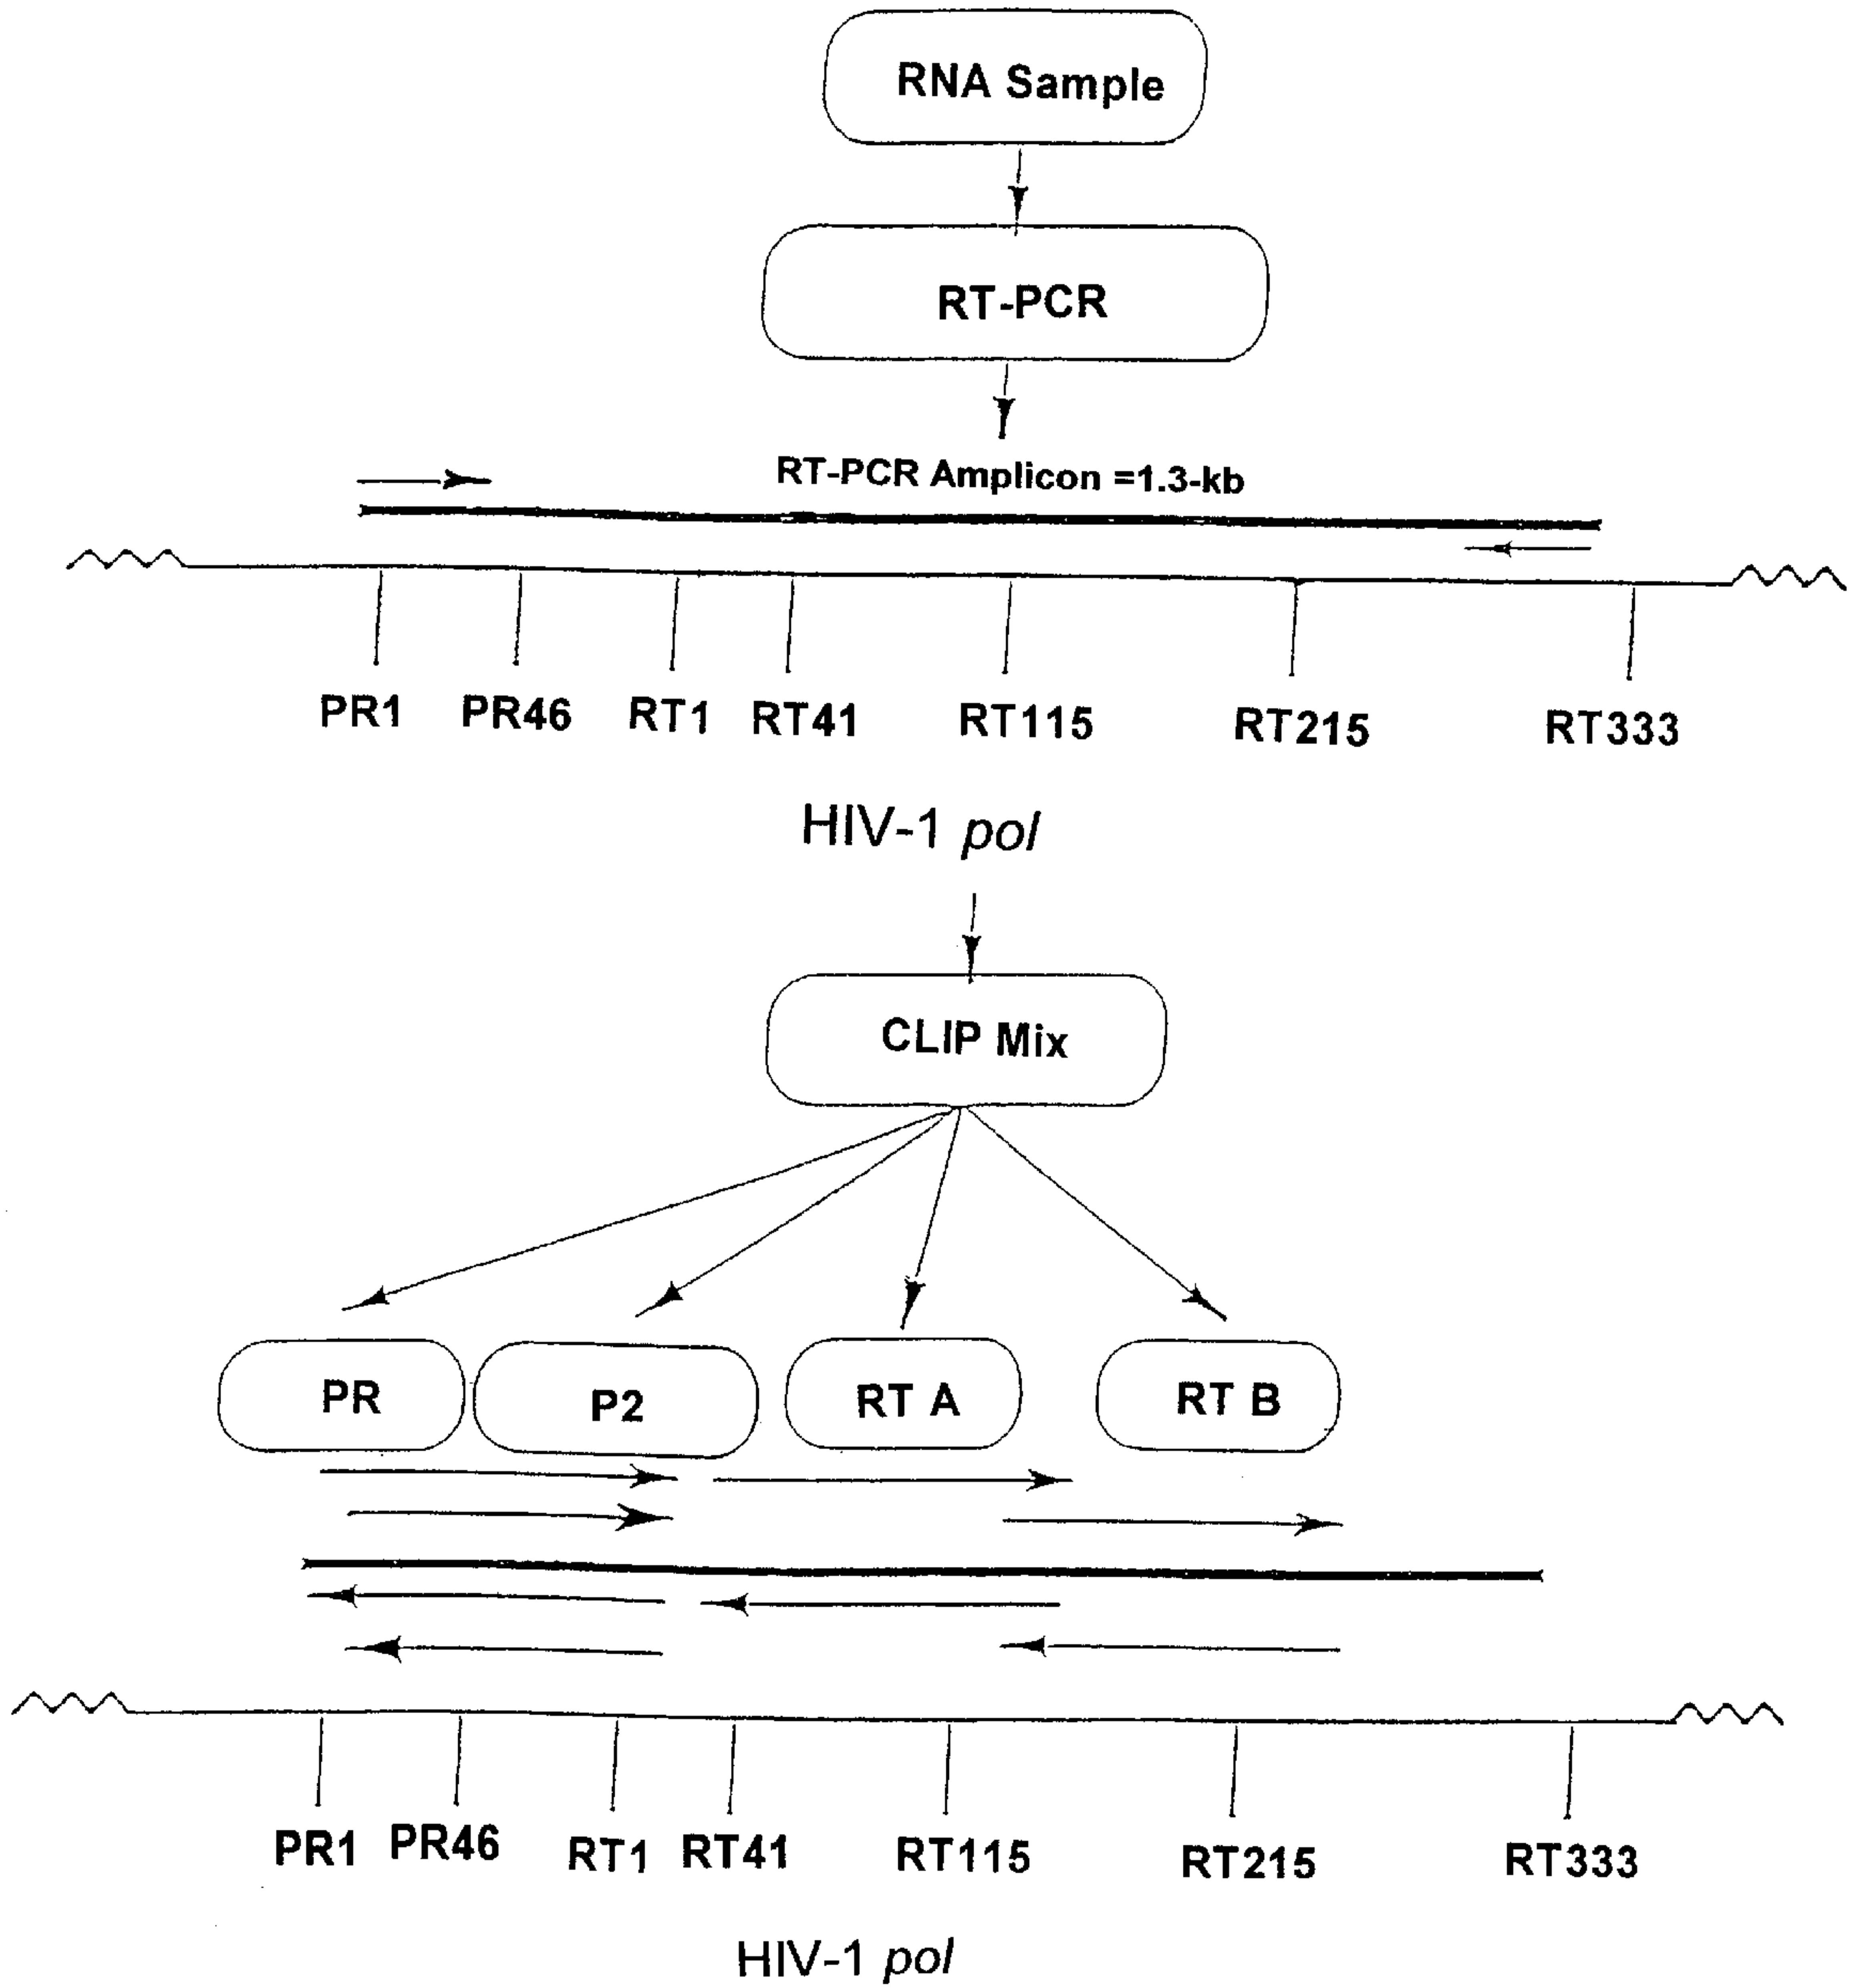 RNA Sample
RT-PCR
RT-PCR Amplicon =1.3-kb
PR1 PR46 RT1 RT41 RT115 RT215 RT333
HIV-1 pol
CLIP Mix
PR P2 RT A RT B
PR1 PR46 RT1 RT41 RT115 RT215 RT333
HIV-1 pol